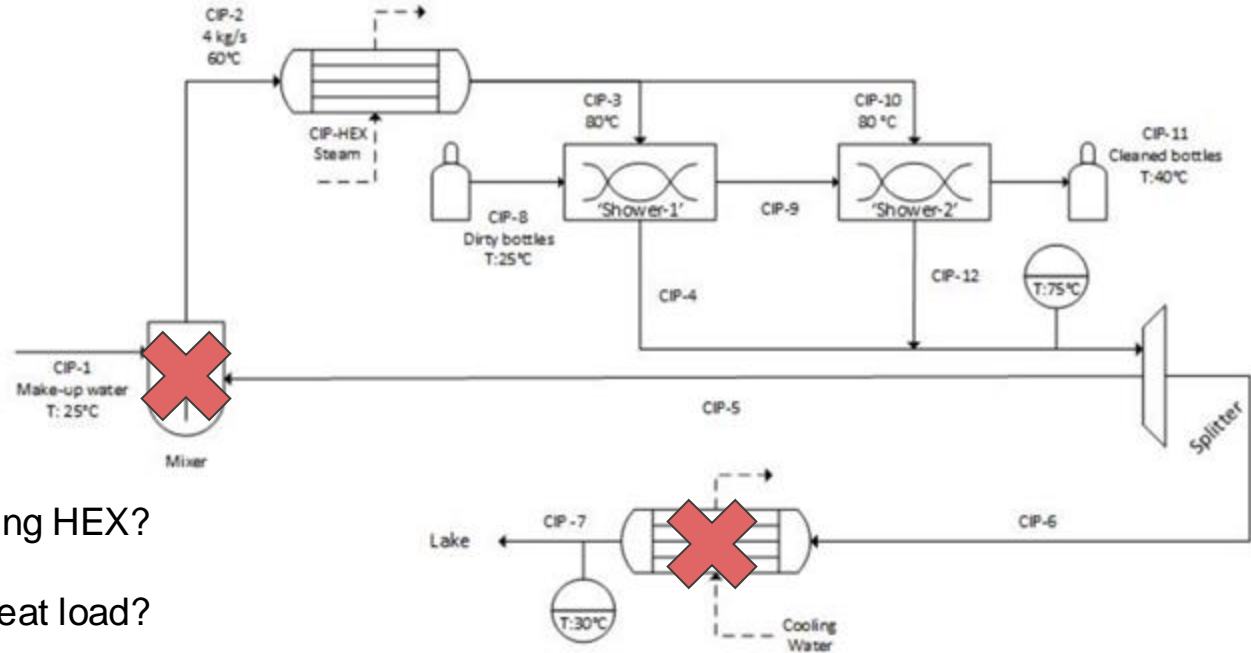 CIP-2
4 kg/s
60°C
CIP-HEX
Steam
CIP-3
80°C
CIP-10
80 °C
CIP-11
Cleaned bottles
T:40°C
'Shower-1'
CIP-9
'Shower-2'
CIP-8
Dirty bottles
T:25°C
CIP-4
CIP-12
T:75°C
CIP-1
Make-up water
T: 25°C
Mixer
CIP-5
Splitter
ng HEX?
eat load?
Lake
CIP -7
CIP-6
T:30°C
Cooling
Water